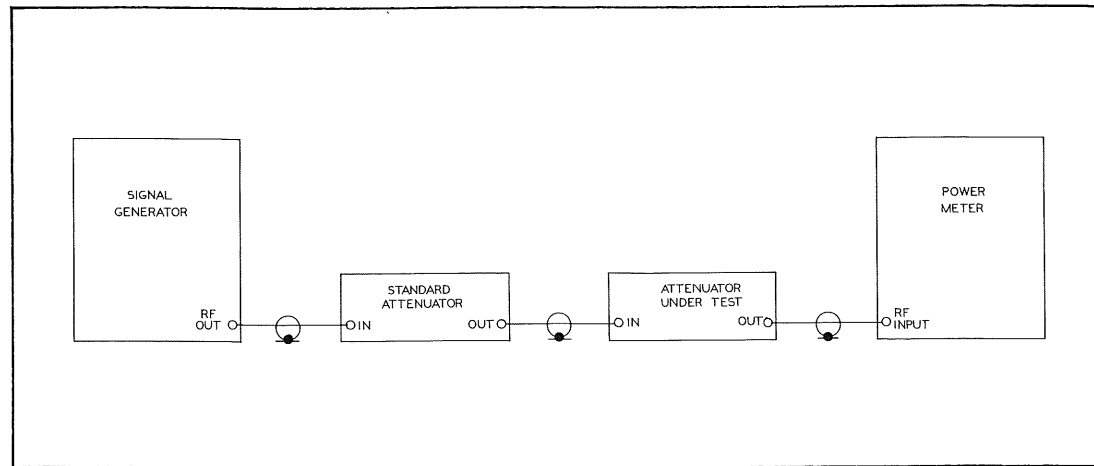 SIGNAL
GENERATOR
RF
OUT
STANDARD
ATTENUATOR
IN
OUT
ATTENUATOR
UNDER TEST
IN
OUT
POWER
METER
RF
INPUT